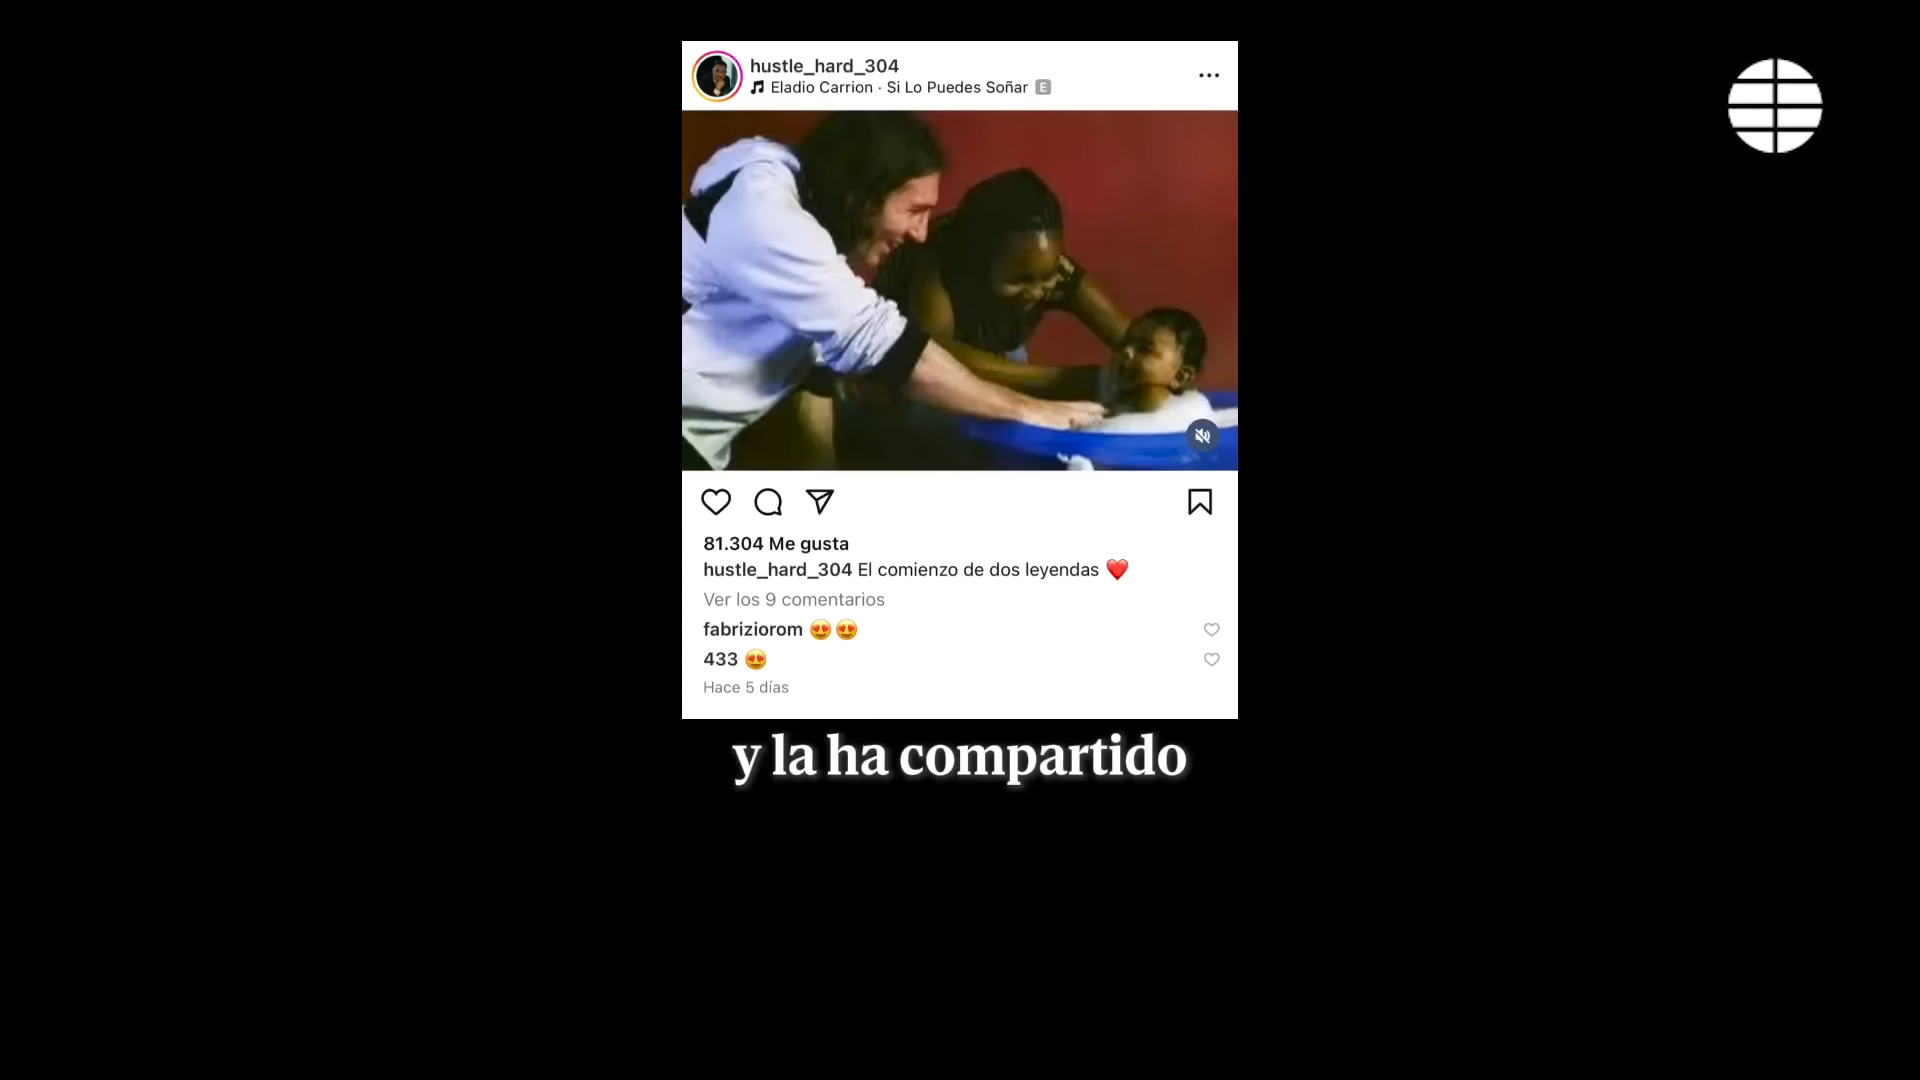 hustle_hard_304
Eladio Carrion · Si Lo Puedes Soñar E
81.304 Me gusta
hustle_hard_304 El comienzo de dos leyendas ❤️
Ver los 9 comentarios
fabriziorom 😍😍
433 😍
Hace 5 días
y la ha compartido